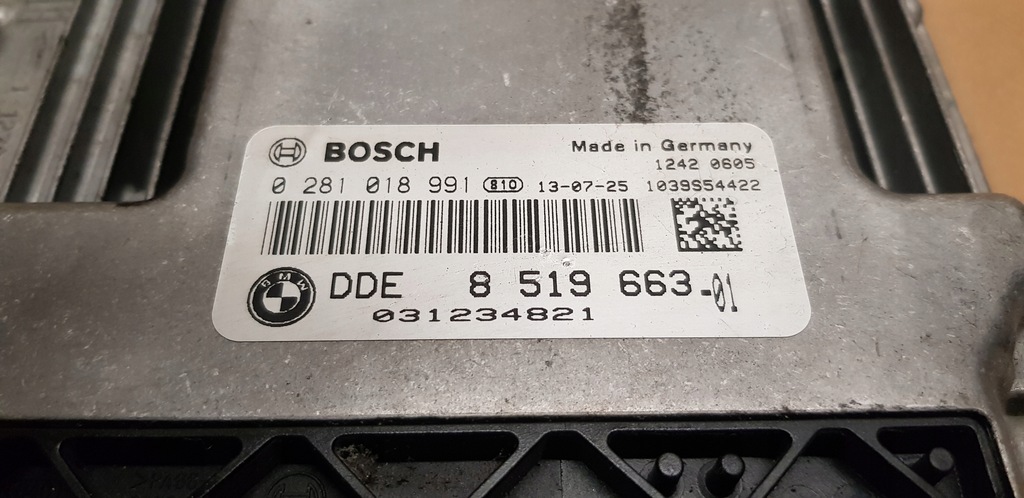 BOSCH Made in Germany
1242 0605
0 281 018 991 810 13-07-25 1039S54422
BMW DDE 8 519 663-01
031234821